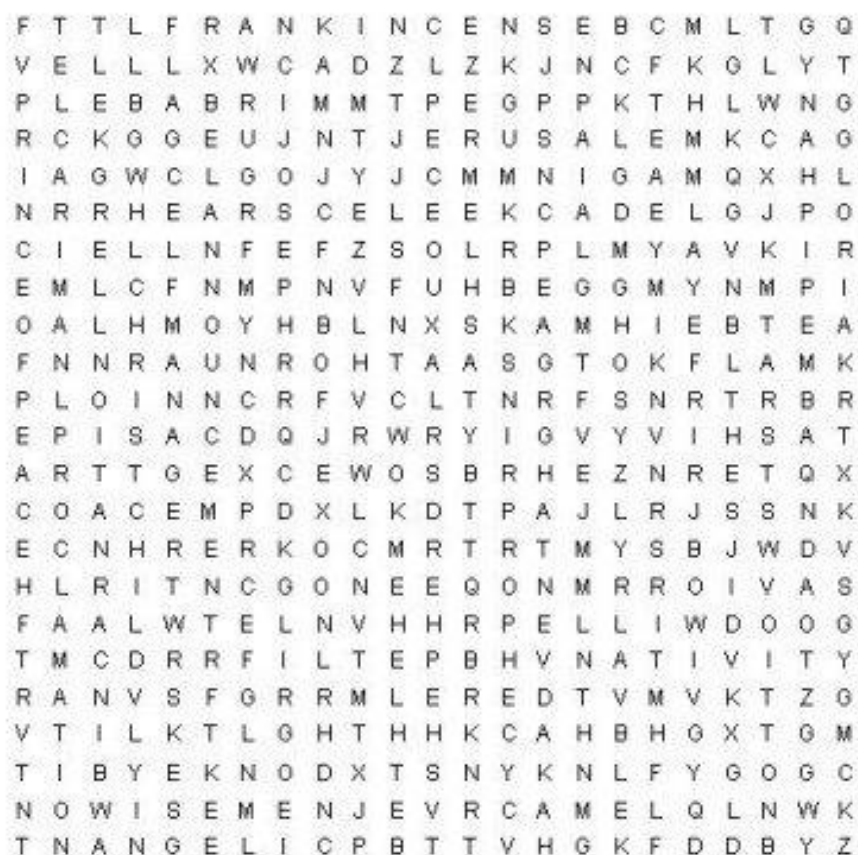 F T T L F R A N K I N C E N S E B C M L T G Q
V E L L L X W C A D Z L Z K J N C F K G L Y T
P L E B A B R I M M T P E G P P K T H L W N G
R C K G G E U J N T J E R U S A L E M K C A G
I A G W C L G O J Y J C M M N I G A M Q X H L
N R R H E A R S C E L E E K C A D E L G J P O
C I E L L N F E F Z S O L R P L M Y A V K I R
E M L C F N M P N V F U H B E G G M Y N M P I
O A L H M O Y H B L N X S K A M H I E B T E A
F N N R A U N R O H T A A S G T O K F L A M K
P L O I N N C R F V C L T N R F S N R T R B R
E P I S A C D Q J R W R Y I G V Y V I H S A T
A R T T G E X C E W O S B R H E Z N R E T Q X
C O A C E M P D X L K D T P A J L R J S S N K
E C N H R E R K O C M R T R T M Y S B J W D V
H L R I T N C G O N E E Q O N M R R O I V A S
F A A L W T E L N V H H R P E L L I W D O O G
T M C D R R F I L T E P B H V N A T I V I T Y
R A N V S F G R R M L E R E D T V M V K T Z G
V T I L K T L G H T H H K C A H B H G X T G M
T I B Y E K N O D X T S N Y K N L F Y G O G C
N O W I S E M E N J E V R C A M E L Q L N W K
T N A N G E L I C P B T T V H G K F D D B Y Z